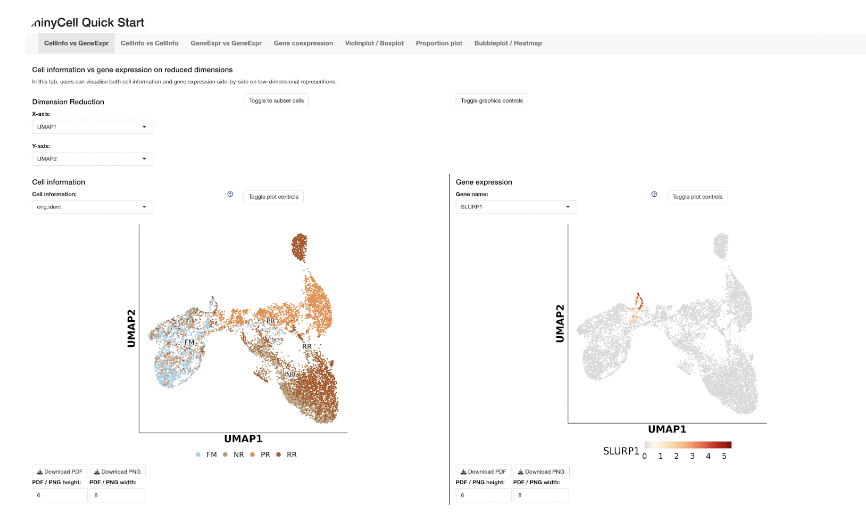 hinyCell Quick Start
CellInfo vs GeneExpr CellInfo vs CellInfo GeneExpr vs GeneExpr Gene coexpression Violinplot / Boxplot Proportion plot Bubbleplot / Heatmap
Cell information vs gene expression on reduced dimensions
In this tab, users can visualise both cell information and gene expression side-by-side on low-dimensional representions.
Dimension Reduction
Toggle to subset cells
Toggle graphics controls
X-axis:
UMAP1
Y-axis:
UMAP2
Cell information
Cell information:
Toggle plot controls
orig.ident
UMAP2
PR
FM
RR
NR
UMAP1
FM NR PR RR
Download PDF Download PNG
PDF / PNG height: PDF / PNG width:
6 8
Gene expression
Gene name:
Toggle plot controls
SLURP1
UMAP2
UMAP1
SLURP1
0 1 2 3 4 5
Download PDF Download PNG
PDF / PNG height: PDF / PNG width:
6 8